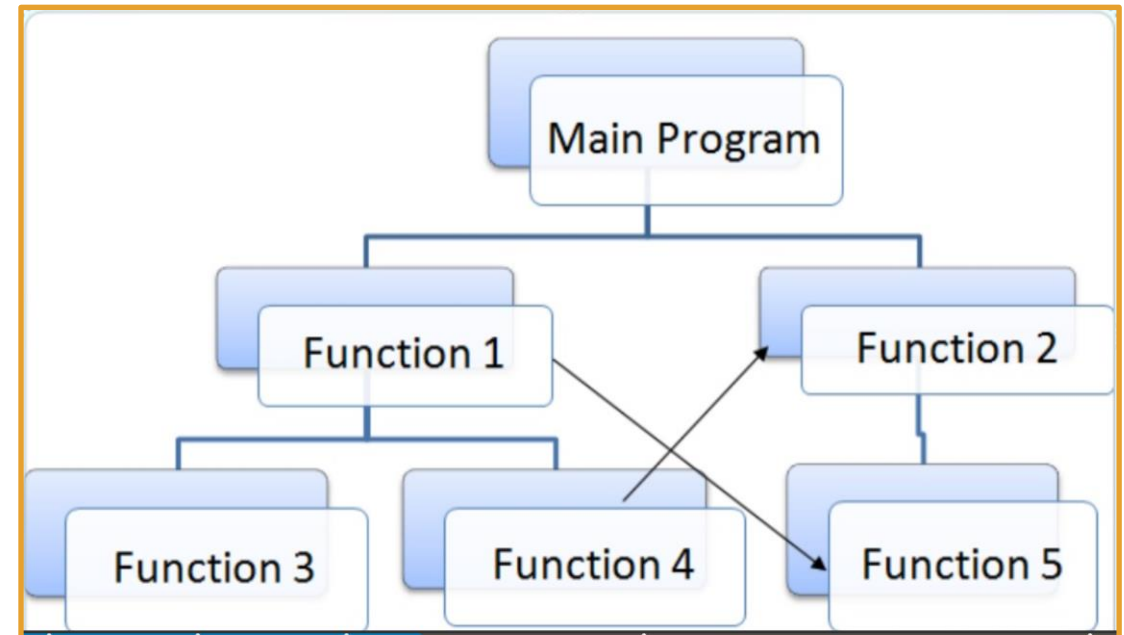 Main Program
Function 1
Function 2
Function 3
Function 4
Function 5